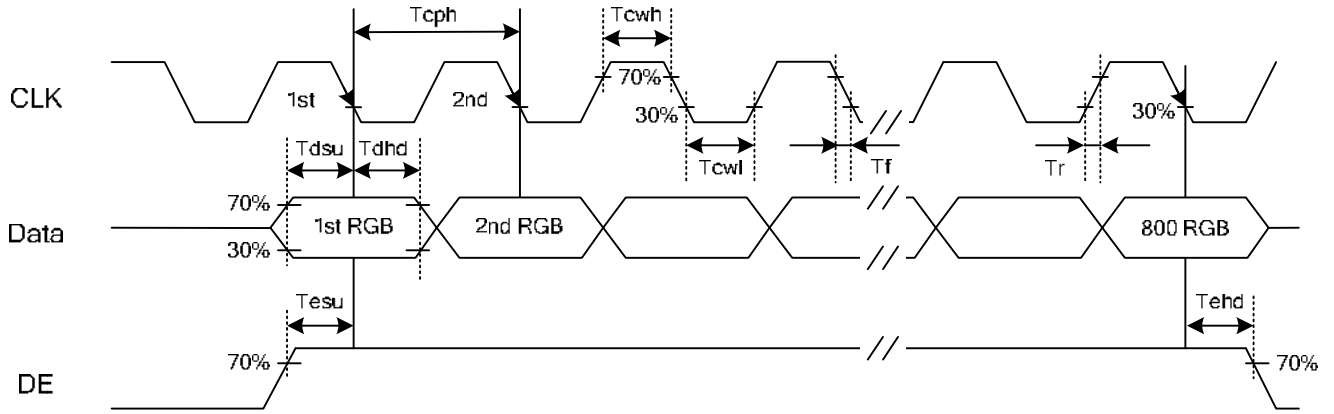 Tcph
Tcwh
CLK
1st
2nd
70%
30%
30%
Tdsu
Tdhd
Tcwl
Tf
Tr
70%
Data
1st RGB
2nd RGB
800 RGB
30%
Tesu
Tehd
70%
70%
DE